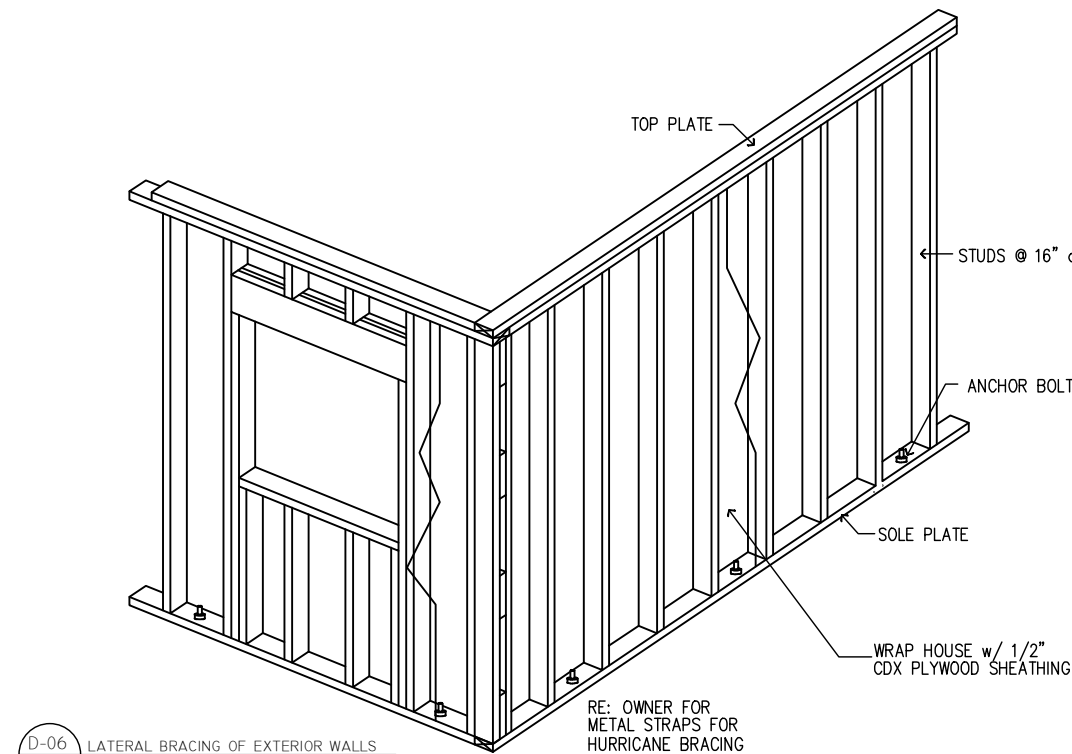 TOP PLATE
STUDS @ 16"
ANCHOR BOLT
SOLE PLATE
WRAP HOUSE w/ 1/2"
CDX PLYWOOD SHEATHING
RE: OWNER FOR
METAL STRAPS FOR
HURRICANE BRACING
D-06 LATERAL BRACING OF EXTERIOR WALLS